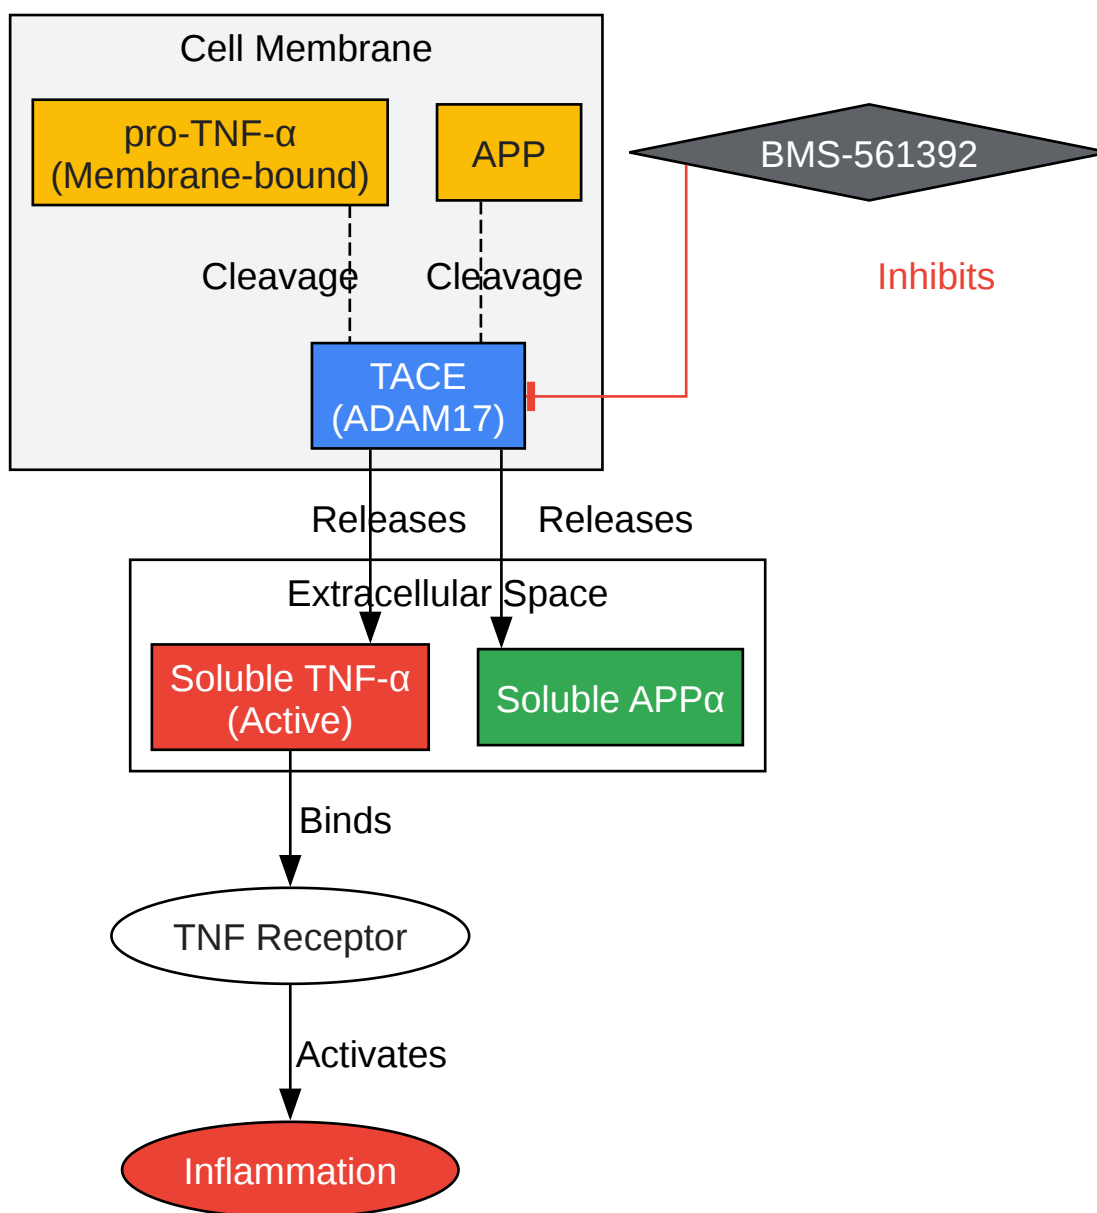 Cell Membrane
pro-TNF-α
(Membrane-bound)
APP
BMS-561392
Cleavage
Cleavage
Inhibits
TACE
(ADAM17)
Releases
Releases
Extracellular Space
Soluble TNF-α
(Active)
Soluble APPα
Binds
TNF Receptor
Activates
Inflammation